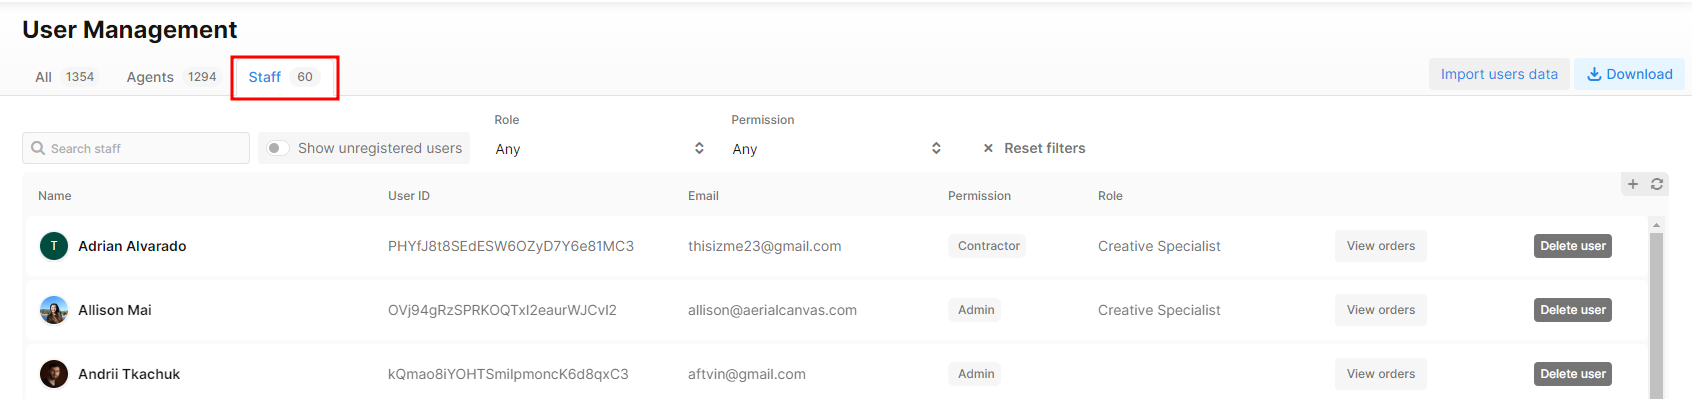 User Management
All 1354 Agents 1294 Staff 60 Import users data Download
Role Permission
Search staff Show unregistered users Any Any × Reset filters
Name User ID Email Permission Role +
T Adrian Alvarado PHYfJ8t8SEdESW6OZyD7Y6e81MC3 thisizme23@gmail.com Contractor Creative Specialist View orders Delete user
Allison Mai OVj94gRzSPRKOQTxI2eaurWJCvI2 allison@aerialcanvas.com Admin Creative Specialist View orders Delete user
Andrii Tkachuk kQmao8iYOHTSmiIpmoncK6d8qxC3 aftvin@gmail.com Admin View orders Delete user